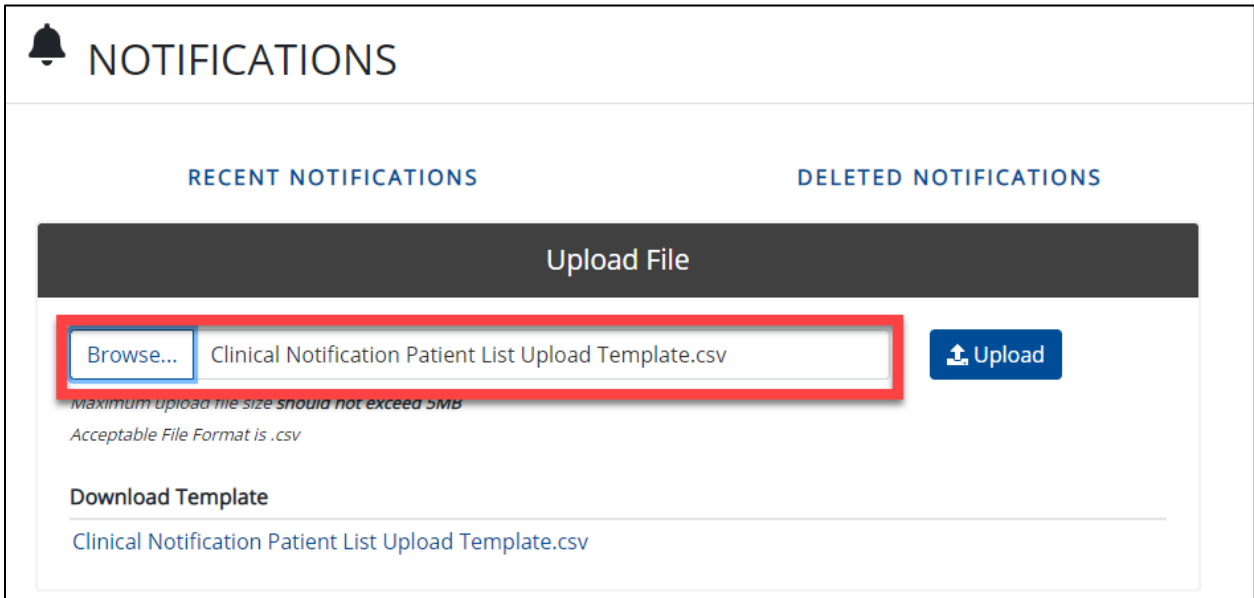 NOTIFICATIONS
RECENT NOTIFICATIONS
DELETED NOTIFICATIONS
Upload File
Browse... Clinical Notification Patient List Upload Template.csv
Upload
Maximum upload file size should not exceed 5MB
Acceptable File Format is .csv
Download Template
Clinical Notification Patient List Upload Template.csv